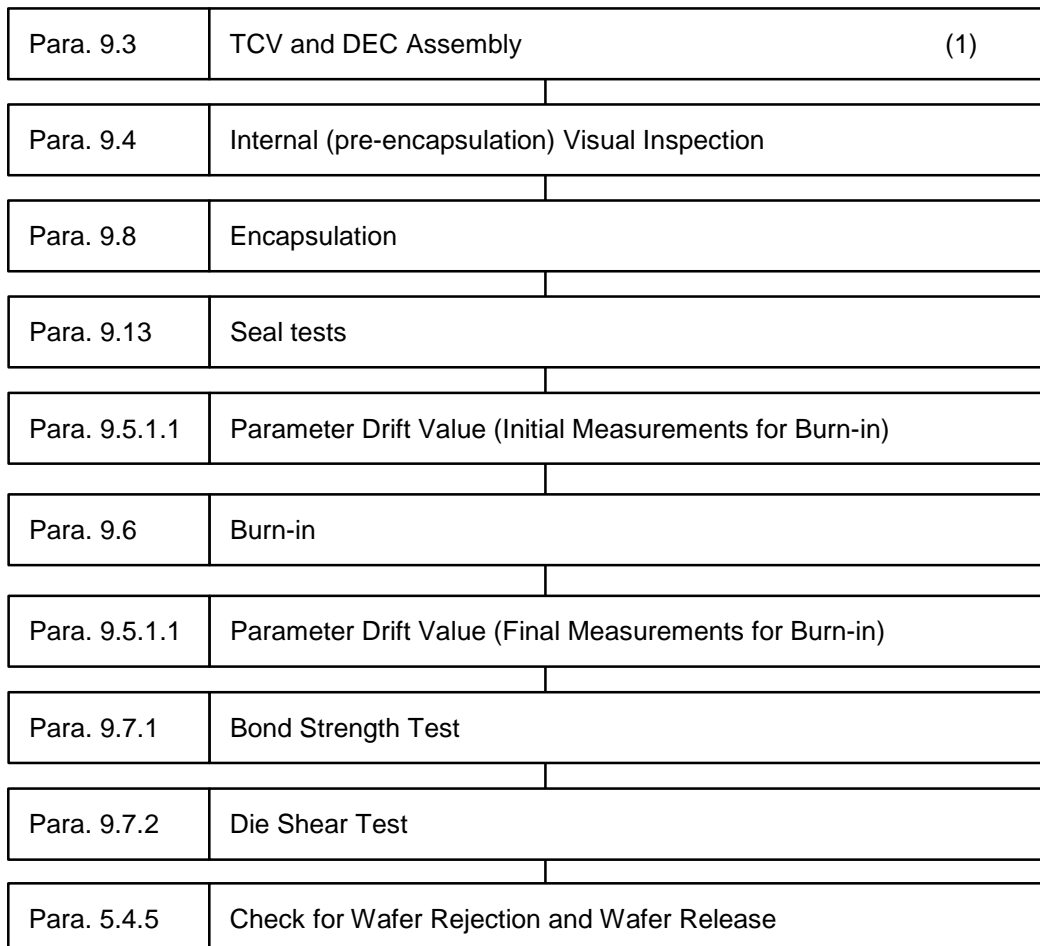 Para. 9.3 TCV and DEC Assembly (1)
Para. 9.4 Internal (pre-encapsulation) Visual Inspection
Para. 9.8 Encapsulation
Para. 9.13 Seal tests
Para. 9.5.1.1 Parameter Drift Value (Initial Measurements for Burn-in)
Para. 9.6 Burn-in
Para. 9.5.1.1 Parameter Drift Value (Final Measurements for Burn-in)
Para. 9.7.1 Bond Strength Test
Para. 9.7.2 Die Shear Test
Para. 5.4.5 Check for Wafer Rejection and Wafer Release